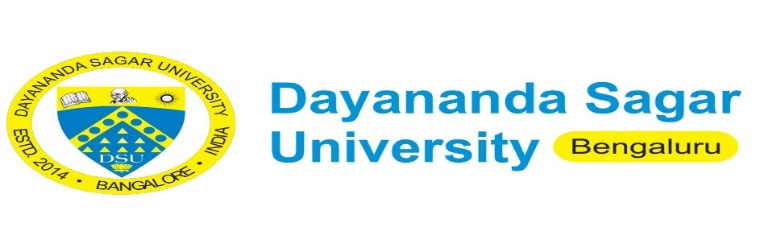 DAYANANDA SAGAR UNIVERSITY
ESTD. 2014 • BANGALORE • INDIA
DSU
Dayananda Sagar
University Bengaluru